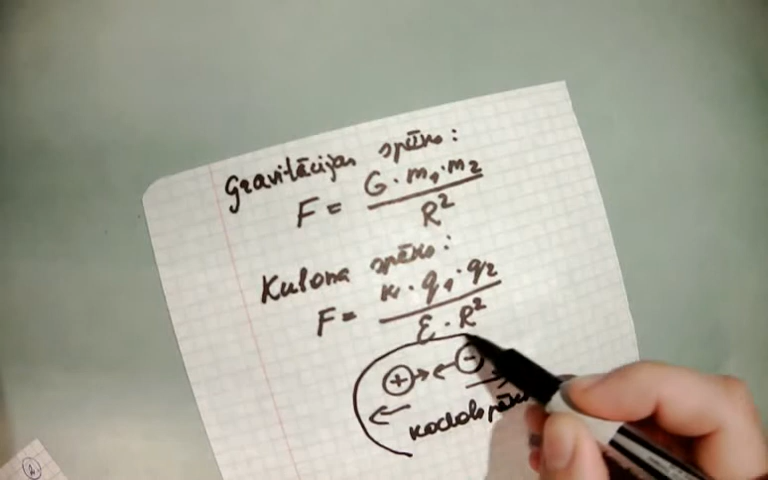 Gravitācijas spēks:
F = G · m₁ · m₂ / R²
Kulona spēks:
F = k · q₁ · q₂ / ε · R²
+ -